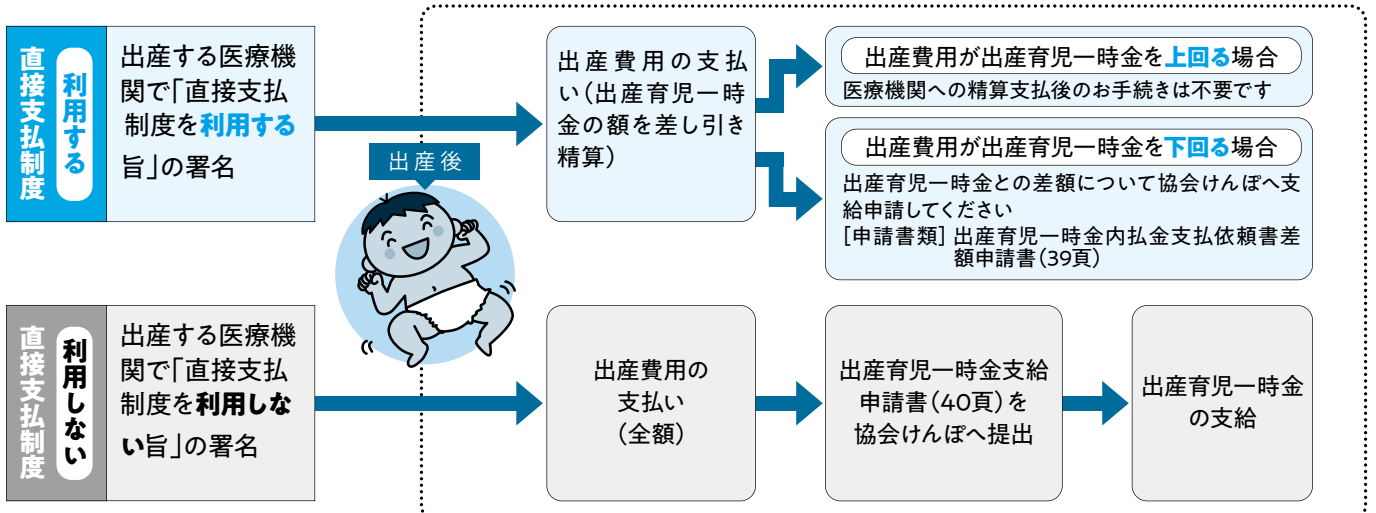 直接支払制度
利用する
出産する医療機
関で「直接支払
制度を利用する
旨」の署名
出産後
出産費用の支払
い(出産育児一時
金の額を差し引き
精算)
出産費用が出産育児一時金を上回る場合
医療機関への精算支払後のお手続きは不要です
出産費用が出産育児一時金を下回る場合
出産育児一時金との差額について協会けんぽへ支
給申請してください
[申請書類] 出産育児一時金内払金支払依頼書差
額申請書(39頁)
直接支払制度
利用しない
出産する医療機
関で「直接支払
制度を利用しな
い旨」の署名
出産費用の
支払い
(全額)
出産育児一時金支給
申請書(40頁)を
協会けんぽへ提出
出産育児一時金
の支給